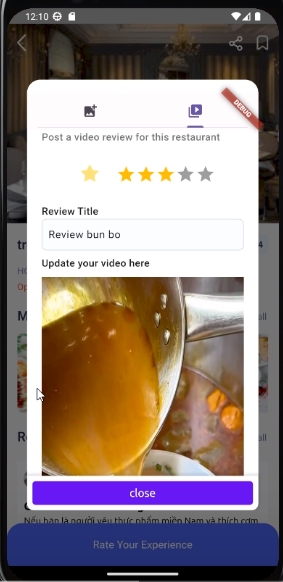 12:10
DEBUG
Post a video review for this restaurant
Review Title
Review bun bo
Update your video here
close
Nếu bạn là người yêu thực phẩm miền Nam và thích cơm
Rate Your Experience